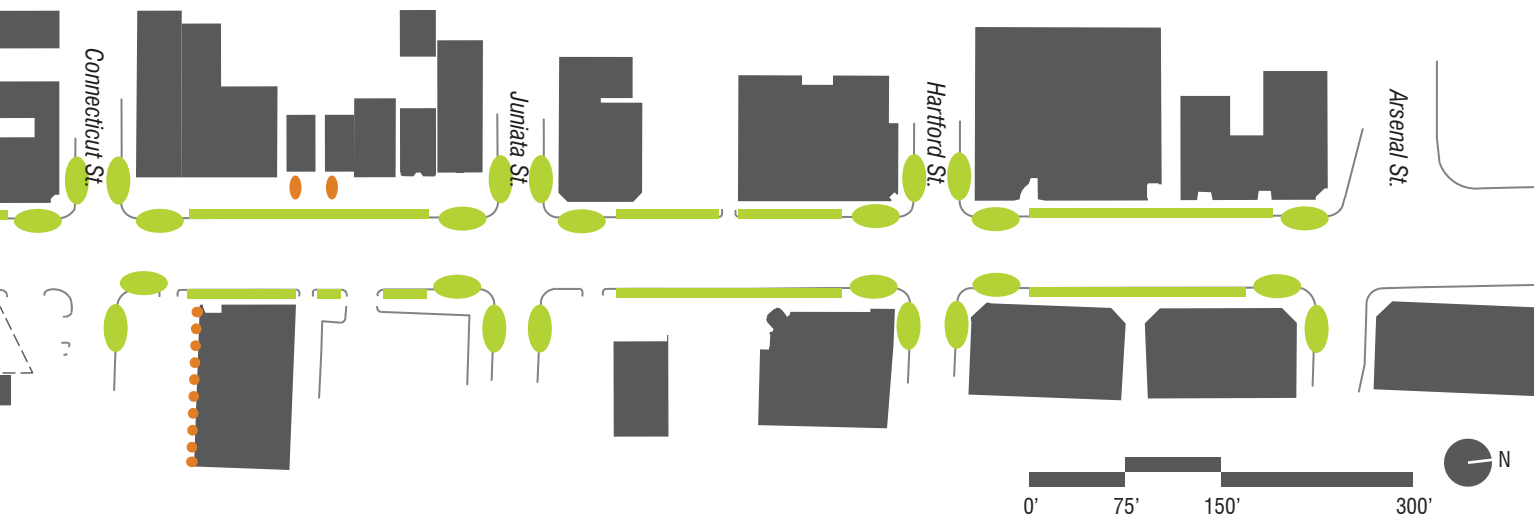 Connecticut St.
Juniata St.
Hartford St.
Arsenal St.
N
0' 75' 150' 300'